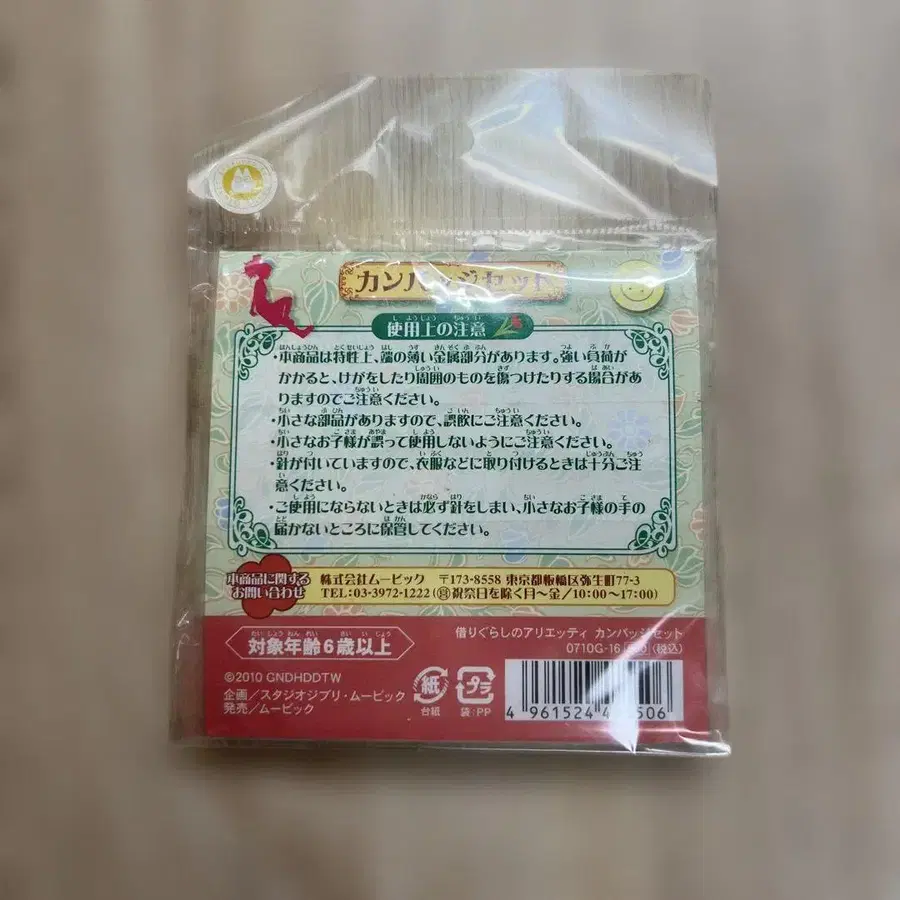 カンバッジセット
使用上の注意
・本商品は特性上、端の薄い金属部分があります。強い負荷が
かかると、けがをしたり周囲のものを傷つけたりする場合があ
りますのでご注意ください。
・小さな部品がありますので、誤飲にご注意ください。
・小さなお子様が誤って使用しないようにご注意ください。
・針が付いていますので、衣服などに取り付けるときは十分ご注
意ください。
・ご使用にならないときは必ず針をしまい、小さなお子様の手の
届かないところに保管してください。
本商品に関する
お問い合わせ
株式会社ムービック 〒173-8558 東京都板橋区弥生町77-3
TEL:03-3972-1222(月祝祭日を除く月～金/10:00～17:00)
対象年齢6歳以上
借りぐらしのアリエッティ カンバッジセット
0710G-16 (税込)
©2010 GNDHDDTW
企画/スタジオジブリ・ムービック
発売/ムービック
紙
台紙
プラ
袋:PP
4 961524 506